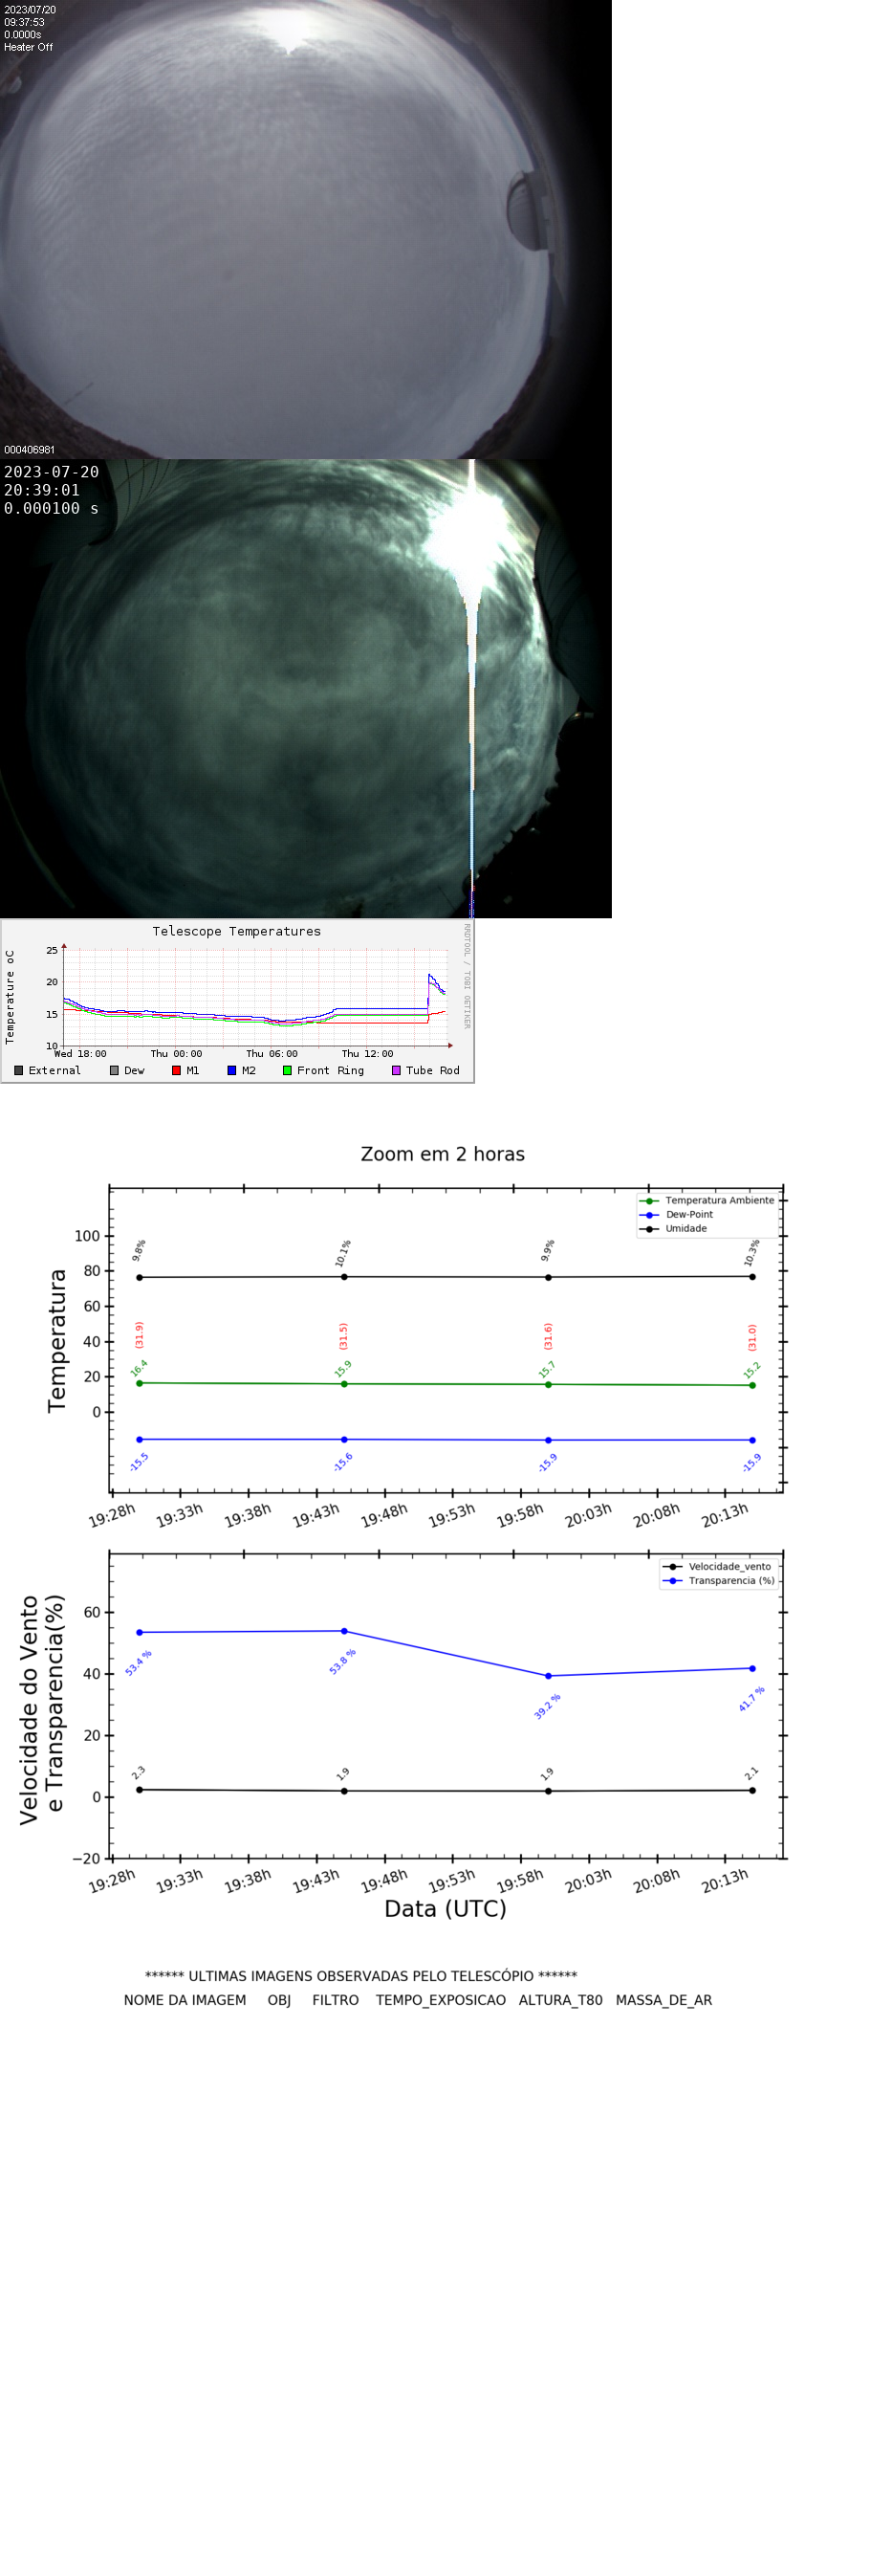 2023/07/20
09:37:53
0.0000s
Heater Off
000406981
2023-07-20
20:39:01
0.000100 s
Telescope Temperatures
RRDTOOL / TOBI OETIKER
Temperature oC
25
20
15
10
Wed 18:00 Thu 00:00 Thu 06:00 Thu 12:00
External Dew M1 M2 Front Ring Tube Rod
Zoom em 2 horas
Temperatura Ambiente
Dew-Point
Umidade
Temperatura
100
80
60
40
20
0
9.8% 10.1% 9.9% 10.3%
(31.9) (31.5) (31.6) (31.0)
16.4 15.9 15.7 15.2
-15.5 -15.6 -15.9 -15.9
19:28h 19:33h 19:38h 19:43h 19:48h 19:53h 19:58h 20:03h 20:08h 20:13h
Velocidade_vento
Transparencia (%)
Velocidade do Vento
e Transparencia(%)
60
40
20
0
−20
53.4 % 53.8 % 39.2 % 41.7 %
2.3 1.9 1.9 2.1
19:28h 19:33h 19:38h 19:43h 19:48h 19:53h 19:58h 20:03h 20:08h 20:13h
Data (UTC)
****** ULTIMAS IMAGENS OBSERVADAS PELO TELESCÓPIO ******
NOME DA IMAGEM OBJ FILTRO TEMPO_EXPOSICAO ALTURA_T80 MASSA_DE_AR